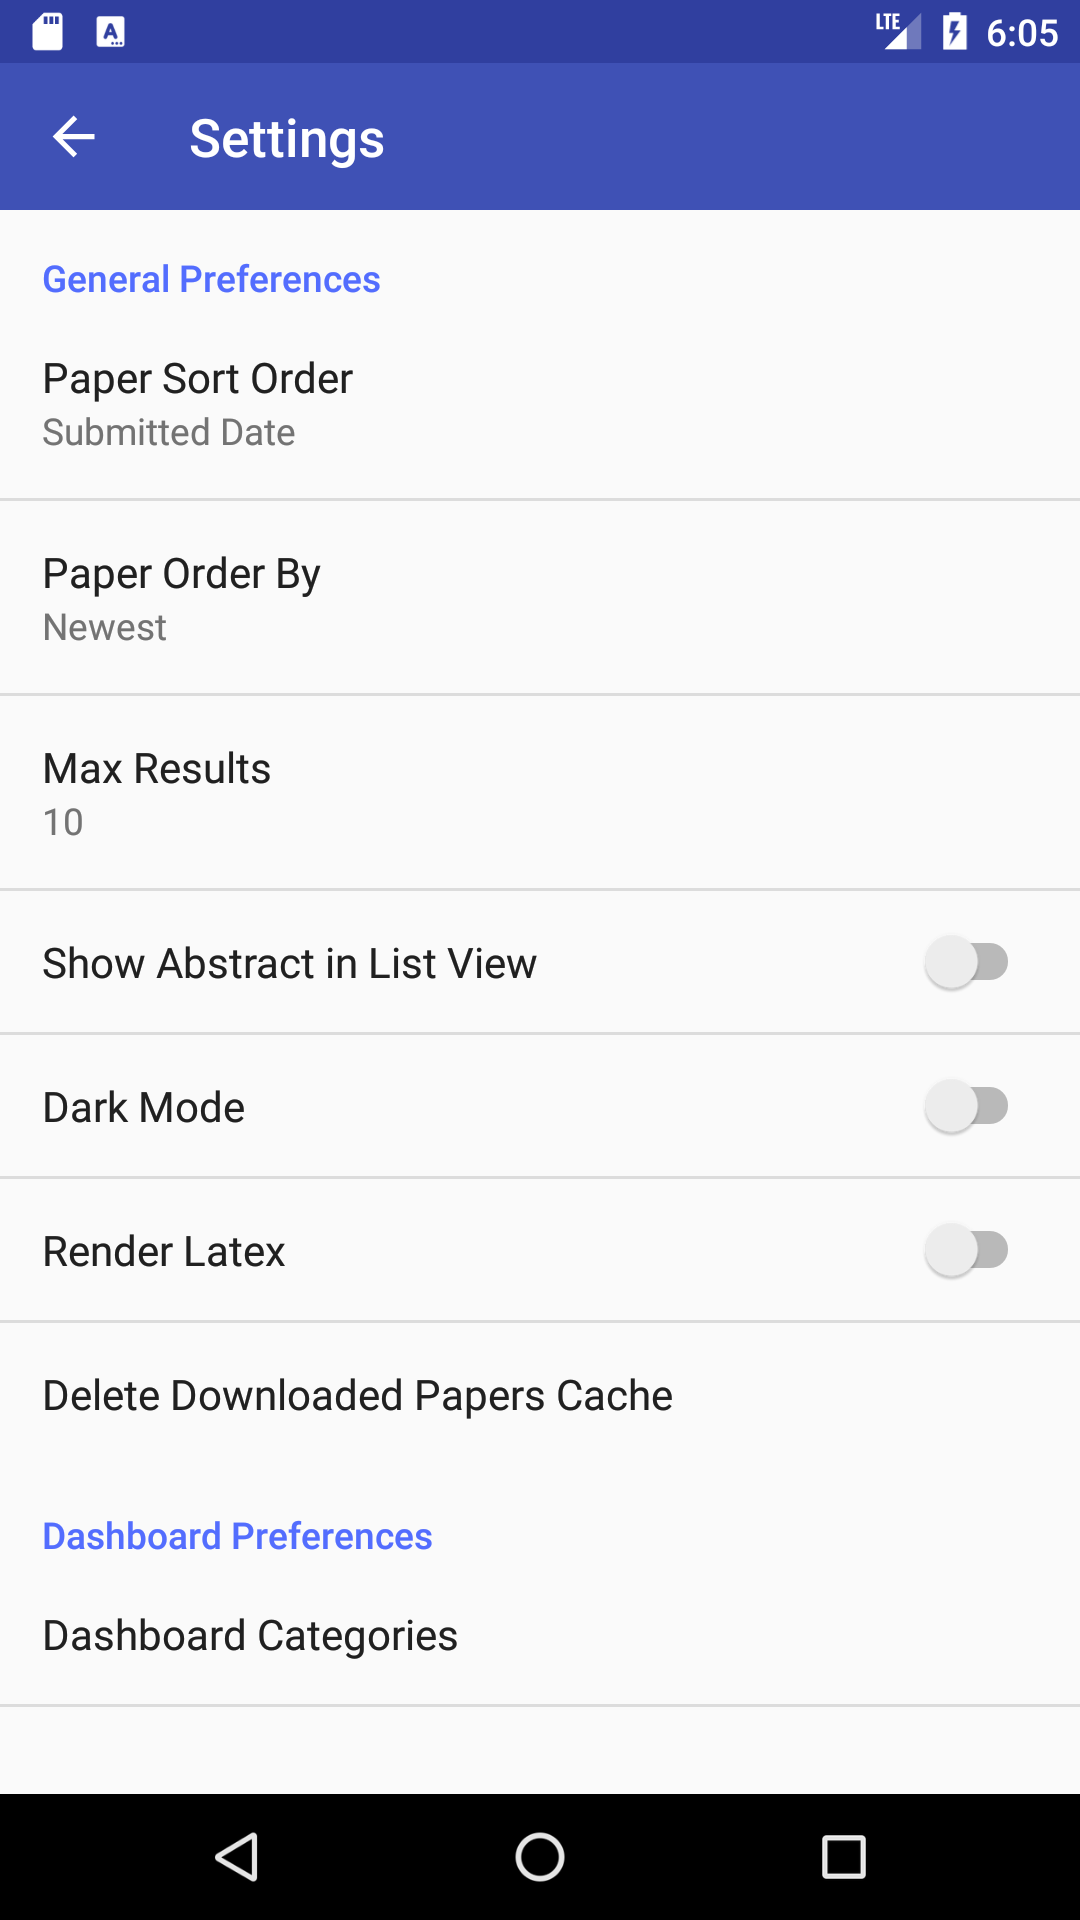 LTE 6:05
Settings
General Preferences
Paper Sort Order
Submitted Date
Paper Order By
Newest
Max Results
10
Show Abstract in List View
Dark Mode
Render Latex
Delete Downloaded Papers Cache
Dashboard Preferences
Dashboard Categories